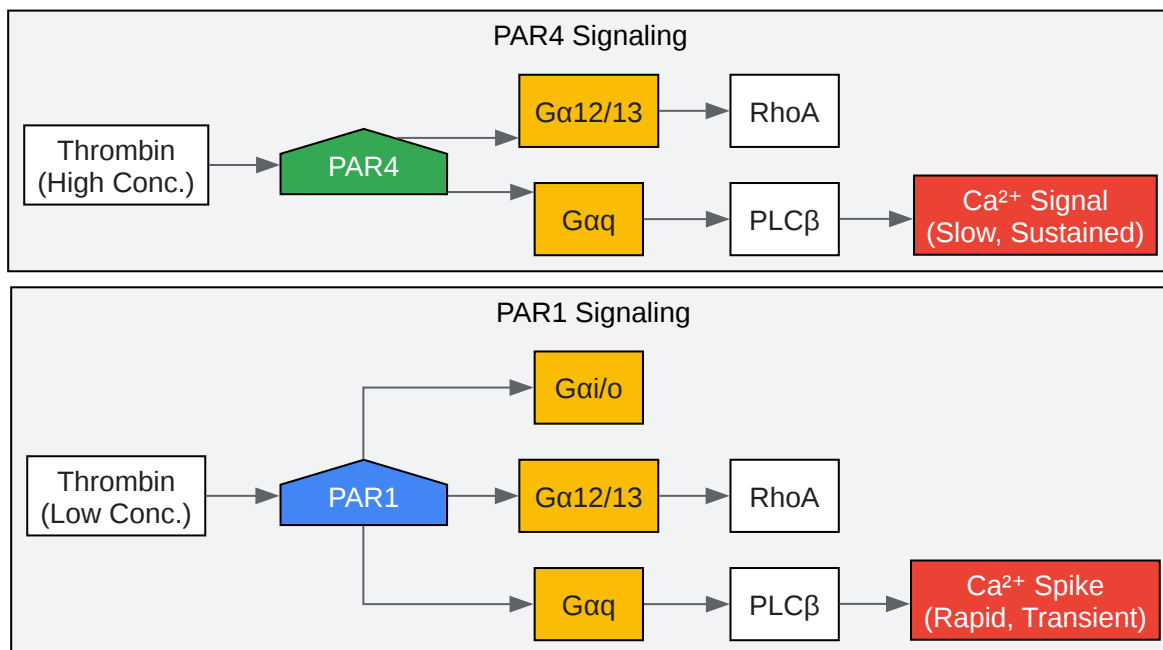 PAR4 Signaling
Thrombin
(High Conc.)
PAR4
Gα12/13
RhoA
Gαq
PLCβ
Ca²⁺ Signal
(Slow, Sustained)
PAR1 Signaling
Gαi/o
Thrombin
(Low Conc.)
PAR1
Gα12/13
RhoA
Gαq
PLCβ
Ca²⁺ Spike
(Rapid, Transient)